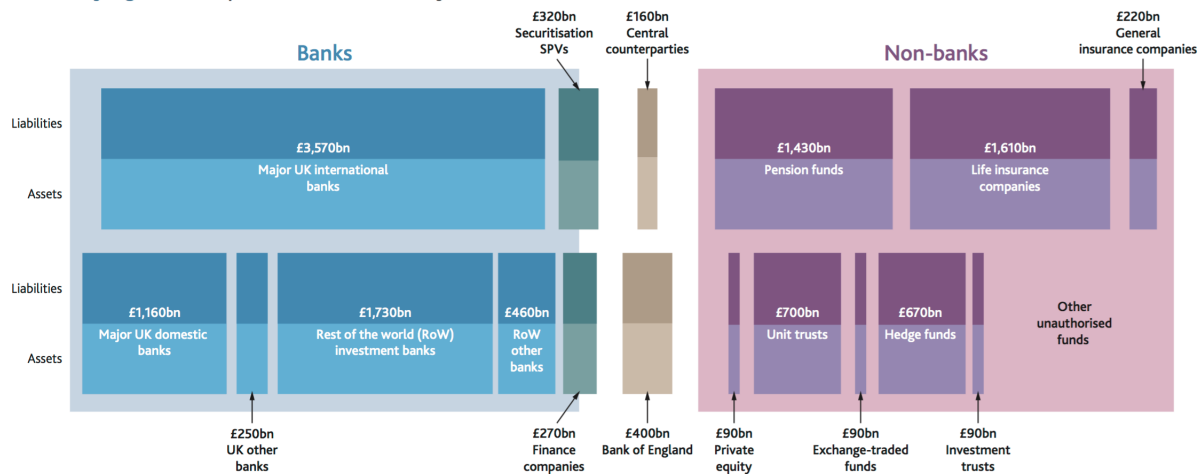 £320bn
Securitisation
SPVs
£160bn
Central
counterparties
£220bn
General
insurance companies
Banks
Non-banks
Liabilities
£3,570bn
£1,430bn
£1,610bn
Major UK international
banks
Pension funds
Life insurance
companies
Assets
Liabilities
£1,160bn
£1,730bn
£460bn
£700bn
£670bn
Other
unauthorised
funds
Major UK domestic
banks
Rest of the world (RoW)
investment banks
RoW
other
banks
Unit trusts
Hedge funds
Assets
£250bn
UK other
banks
£270bn
Finance
companies
£400bn
Bank of England
£90bn
Private
equity
£90bn
Exchange-traded
funds
£90bn
Investment
trusts